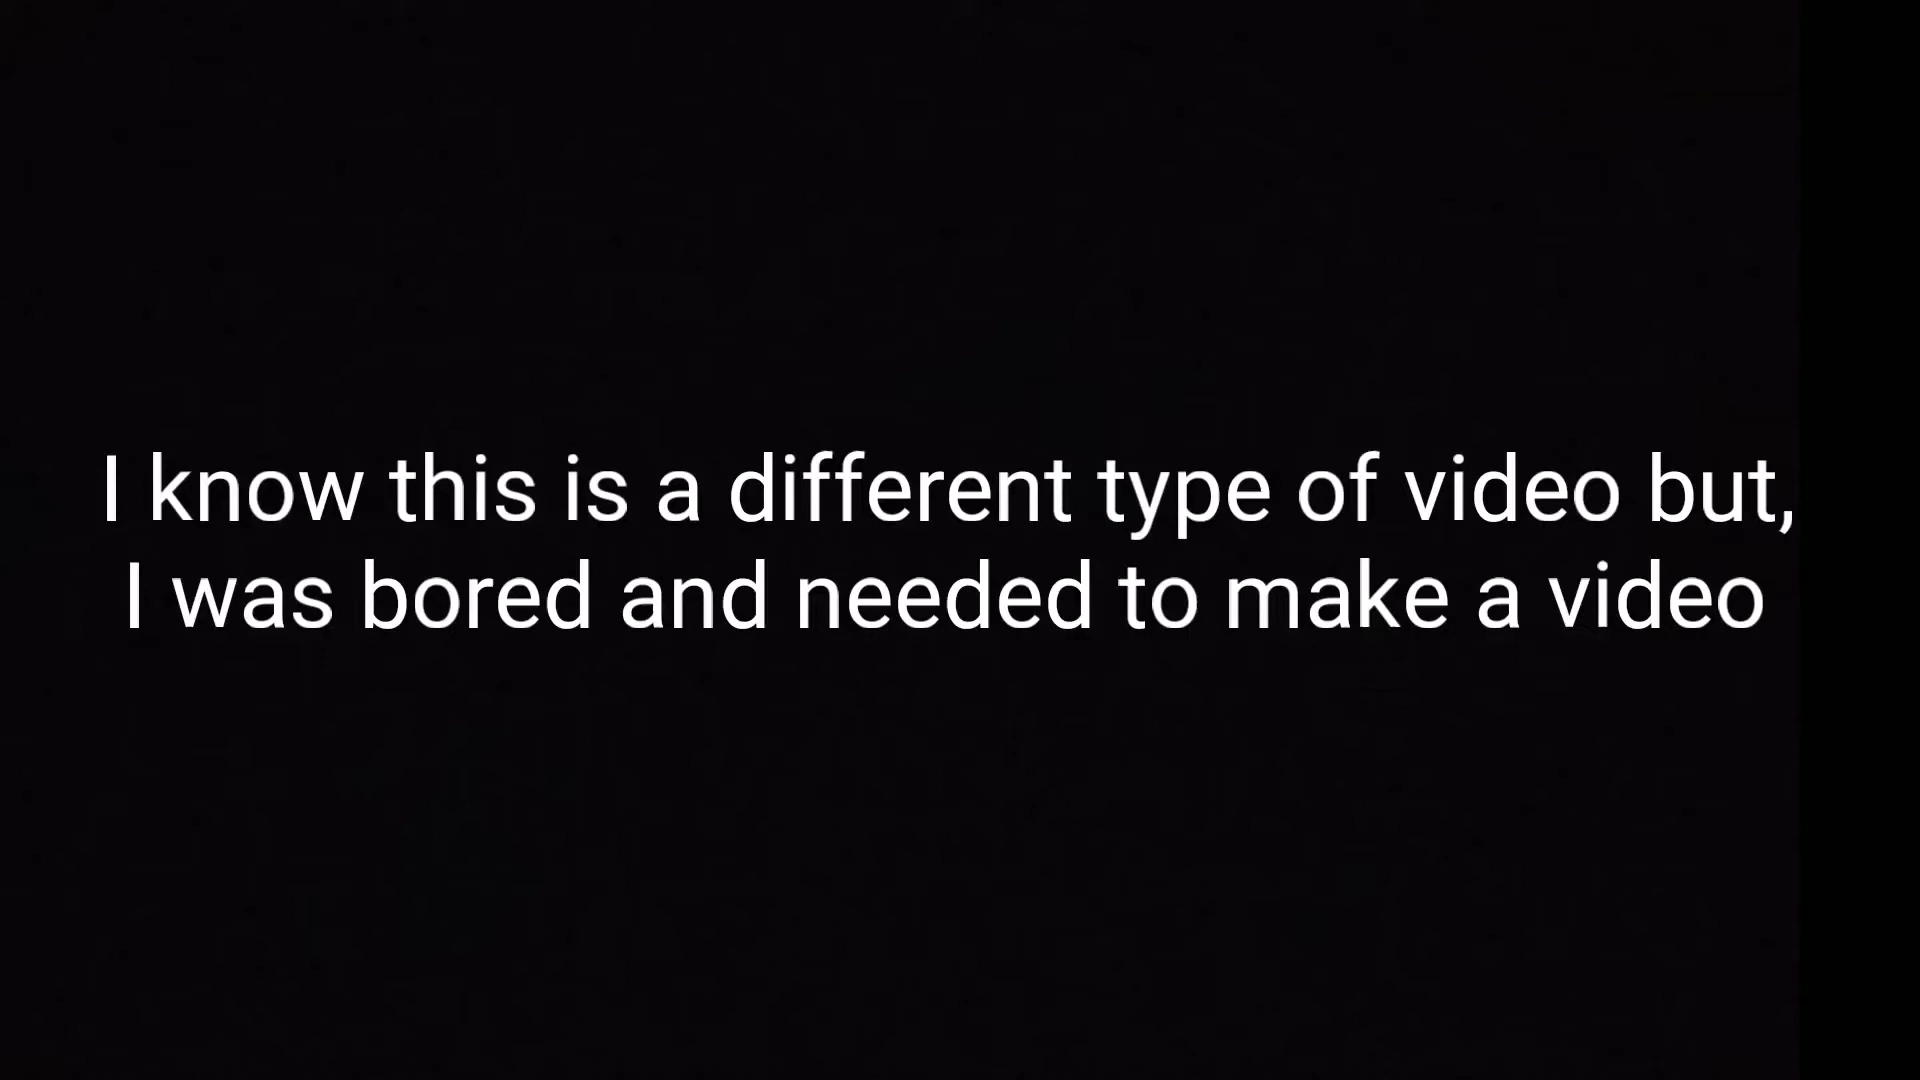 I know this is a different type of video but,
I was bored and needed to make a video